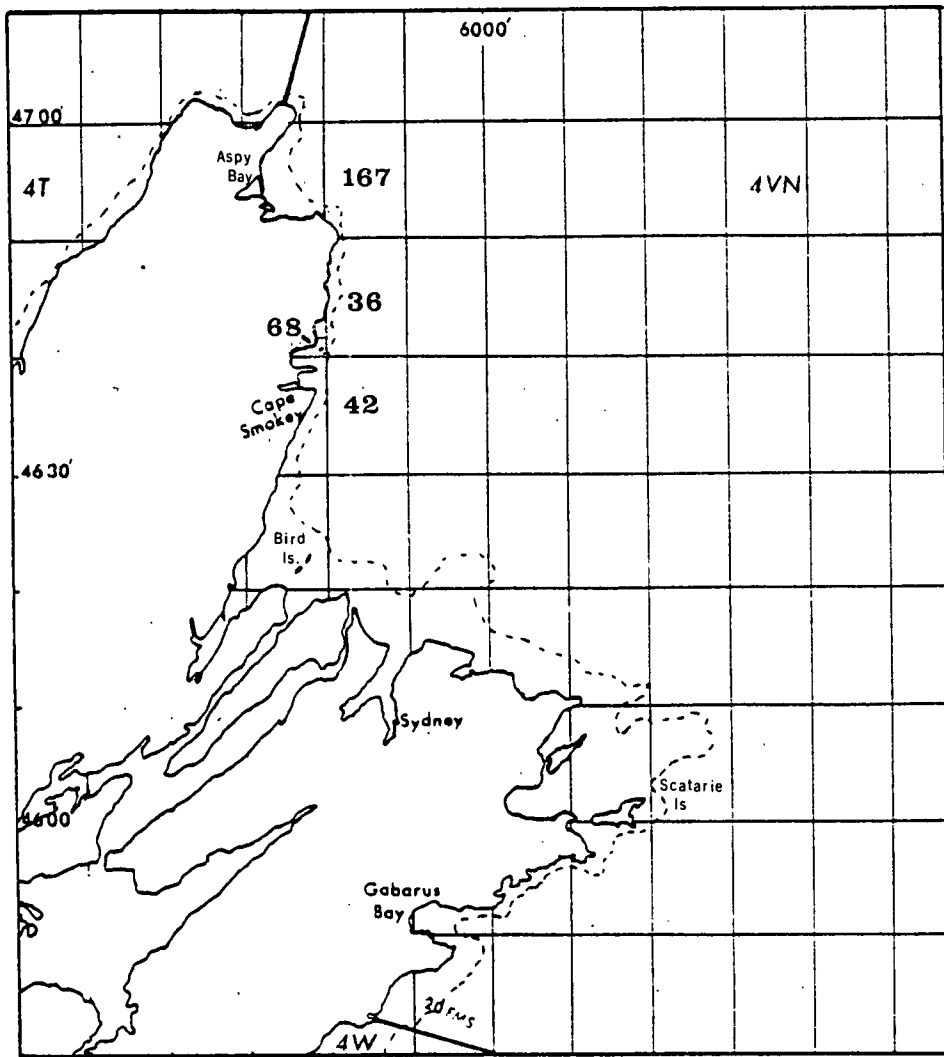 6000'
4700'
Aspy
Bay
167
4T
4VN
36
68
42
Cape
Smokey
4630'
Bird
Is.
Sydney
Scatarie
Is
4600'
Gabarus
Bay
20 FMS
4W